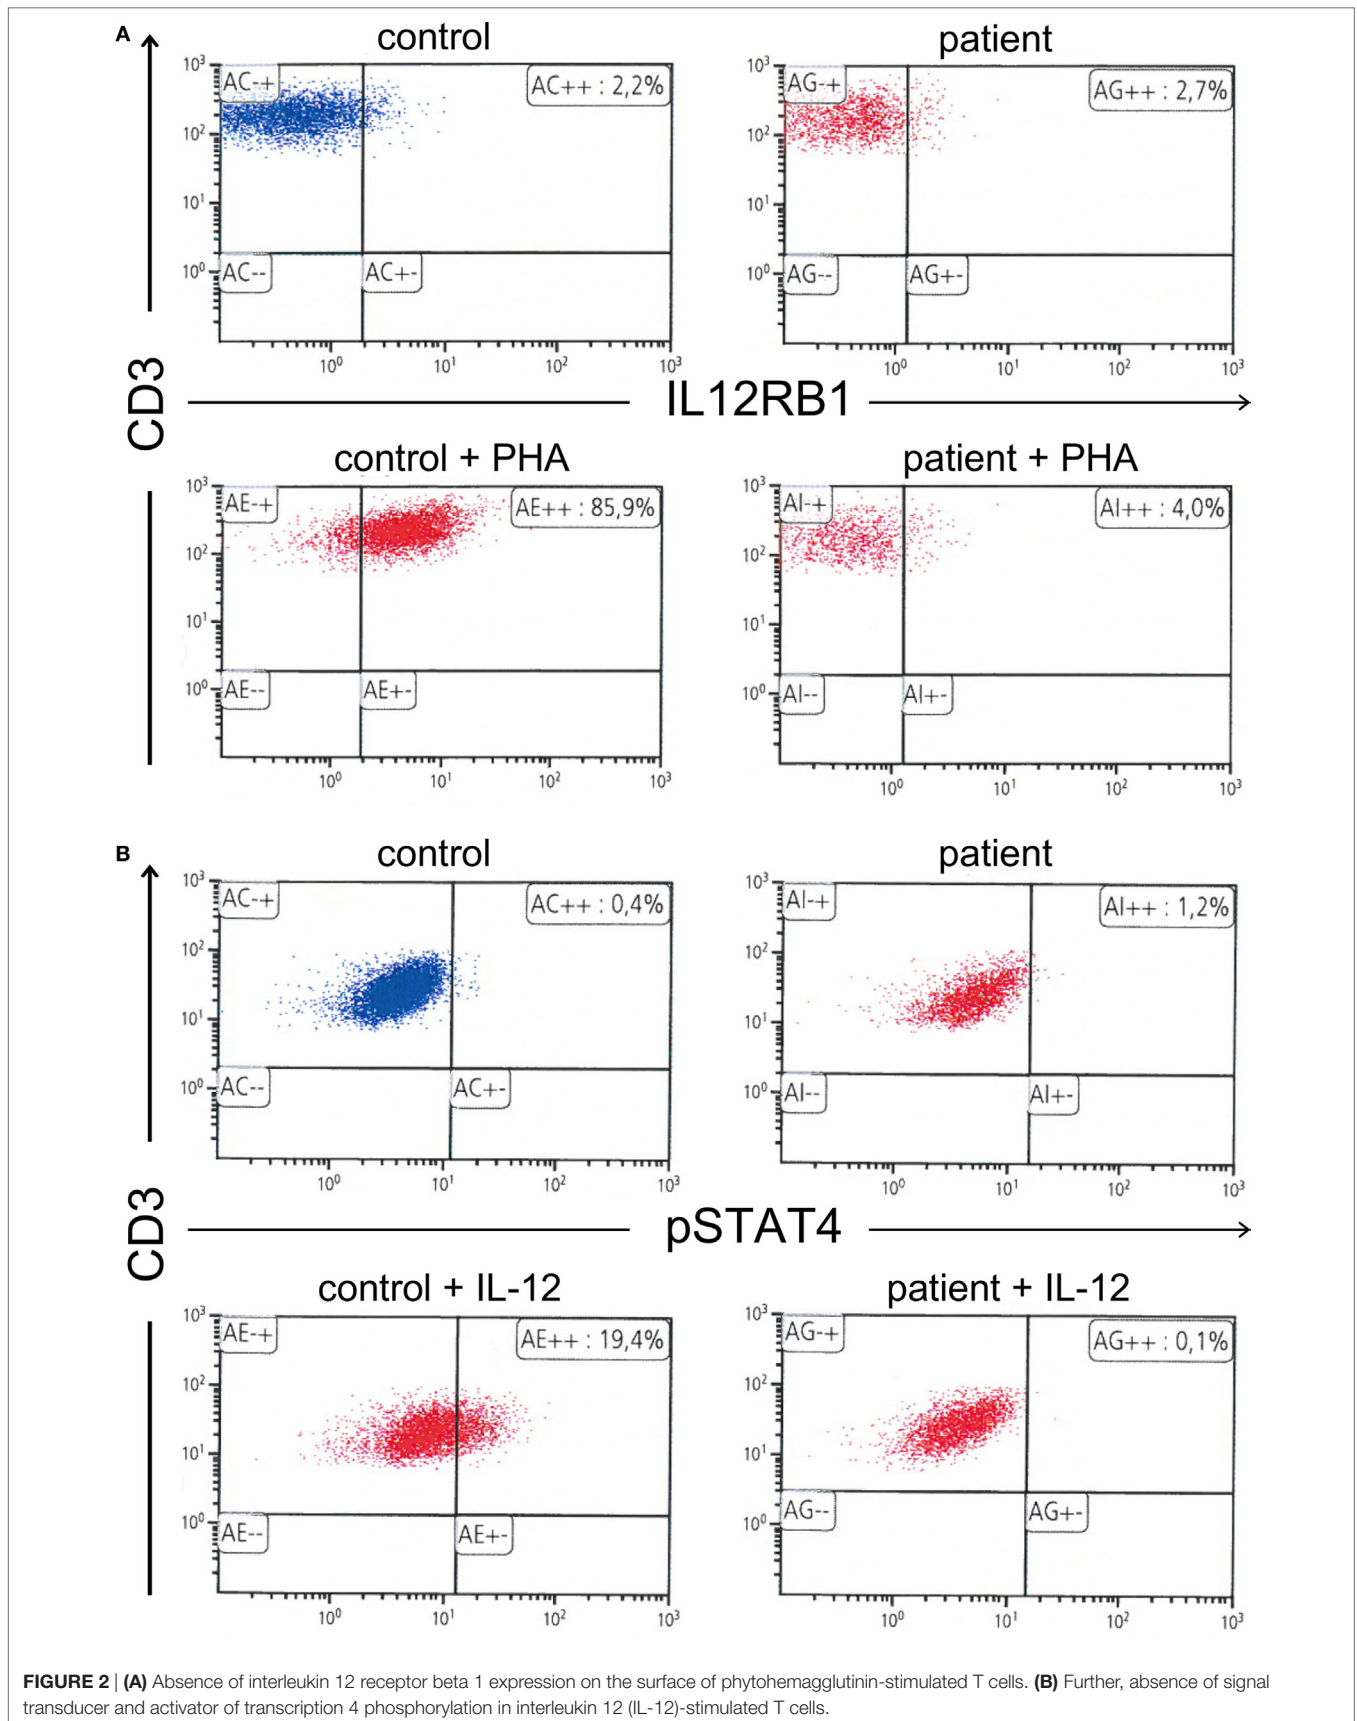 A
control
patient
10³
10²
10¹
10⁰
AC-+
AC++ : 2,2%
AC--
AC+-
10⁰ 10¹ 10² 10³
10³
10²
10¹
10⁰
AG-+
AG++ : 2,7%
AG--
AG+-
10⁰ 10¹ 10² 10³
CD3
IL12RB1
control + PHA
patient + PHA
10³
10²
10¹
10⁰
AE-+
AE++ : 85,9%
AE--
AE+-
10⁰ 10¹ 10² 10³
10³
10²
10¹
10⁰
AI-+
AI++ : 4,0%
AI--
AI+-
10⁰ 10¹ 10² 10³
B
control
patient
10³
10²
10¹
10⁰
AC-+
AC++ : 0,4%
AC--
AC+-
10⁰ 10¹ 10² 10³
10³
10²
10¹
10⁰
AI-+
AI++ : 1,2%
AI--
AI+-
10⁰ 10¹ 10² 10³
CD3
pSTAT4
control + IL-12
patient + IL-12
10³
10²
10¹
10⁰
AE-+
AE++ : 19,4%
AE--
AE+-
10⁰ 10¹ 10² 10³
10³
10²
10¹
10⁰
AG-+
AG++ : 0,1%
AG--
AG+-
10⁰ 10¹ 10² 10³
FIGURE 2 | (A) Absence of interleukin 12 receptor beta 1 expression on the surface of phytohemagglutinin-stimulated T cells. (B) Further, absence of signal
transducer and activator of transcription 4 phosphorylation in interleukin 12 (IL-12)-stimulated T cells.